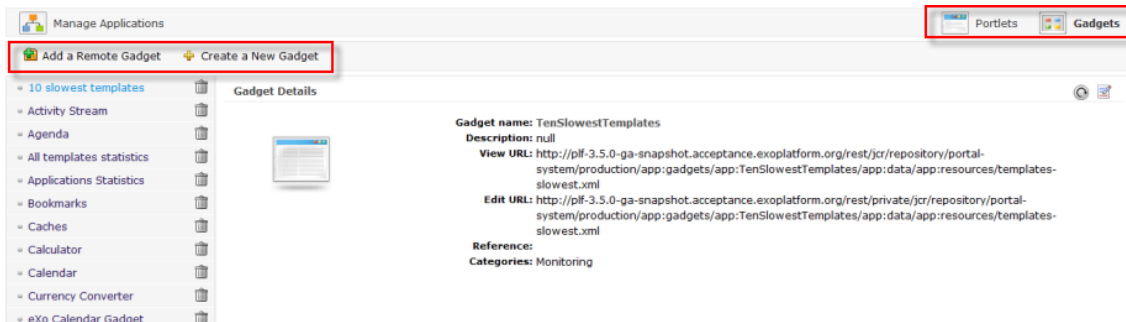 Manage Applications
Portlets
Gadgets
Add a Remote Gadget
Create a New Gadget
10 slowest templates
Activity Stream
Agenda
All templates statistics
Applications Statistics
Bookmarks
Caches
Calculator
Calendar
Currency Converter
eXo Calendar Gadget
Gadget Details
Gadget name: TenSlowestTemplates
Description: null
View URL: http://plf-3.5.0-ga-snapshot.acceptance.exoplatform.org/rest/jcr/repository/portal-
system/production/app:gadgets/app:TenSlowestTemplates/app:data/app:resources/templates-
slowest.xml
Edit URL: http://plf-3.5.0-ga-snapshot.acceptance.exoplatform.org/rest/private/jcr/repository/portal-
system/production/app:gadgets/app:TenSlowestTemplates/app:data/app:resources/templates-
slowest.xml
Reference:
Categories: Monitoring